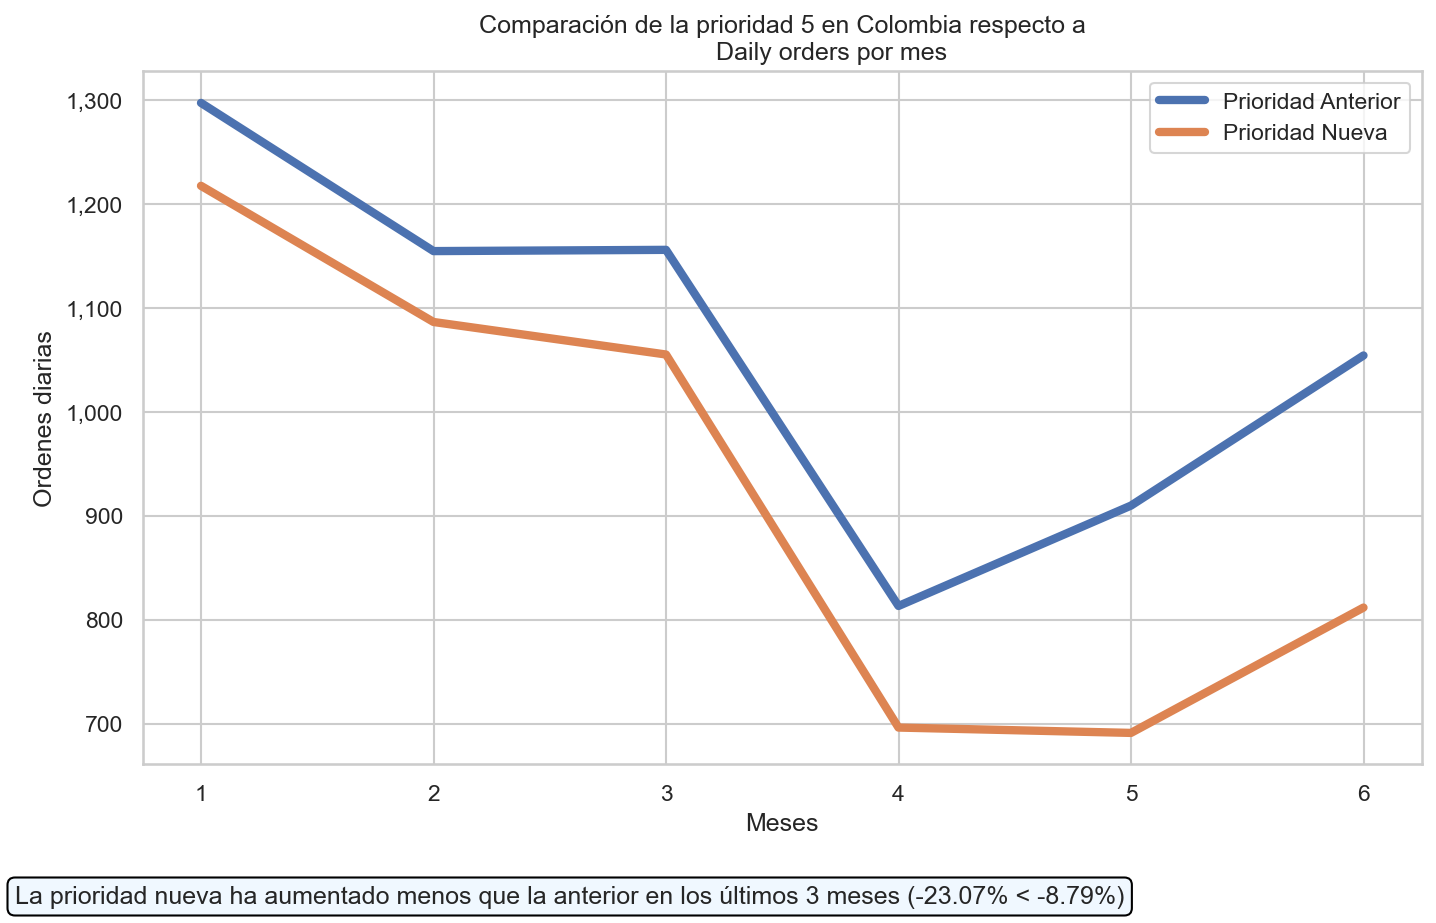 Comparación de la prioridad 5 en Colombia respecto a
Daily orders por mes
Prioridad Anterior
Prioridad Nueva
Ordenes diarias
1,300
1,200
1,100
1,000
900
800
700
1 2 3 4 5 6
Meses
La prioridad nueva ha aumentado menos que la anterior en los últimos 3 meses (-23.07% < -8.79%)